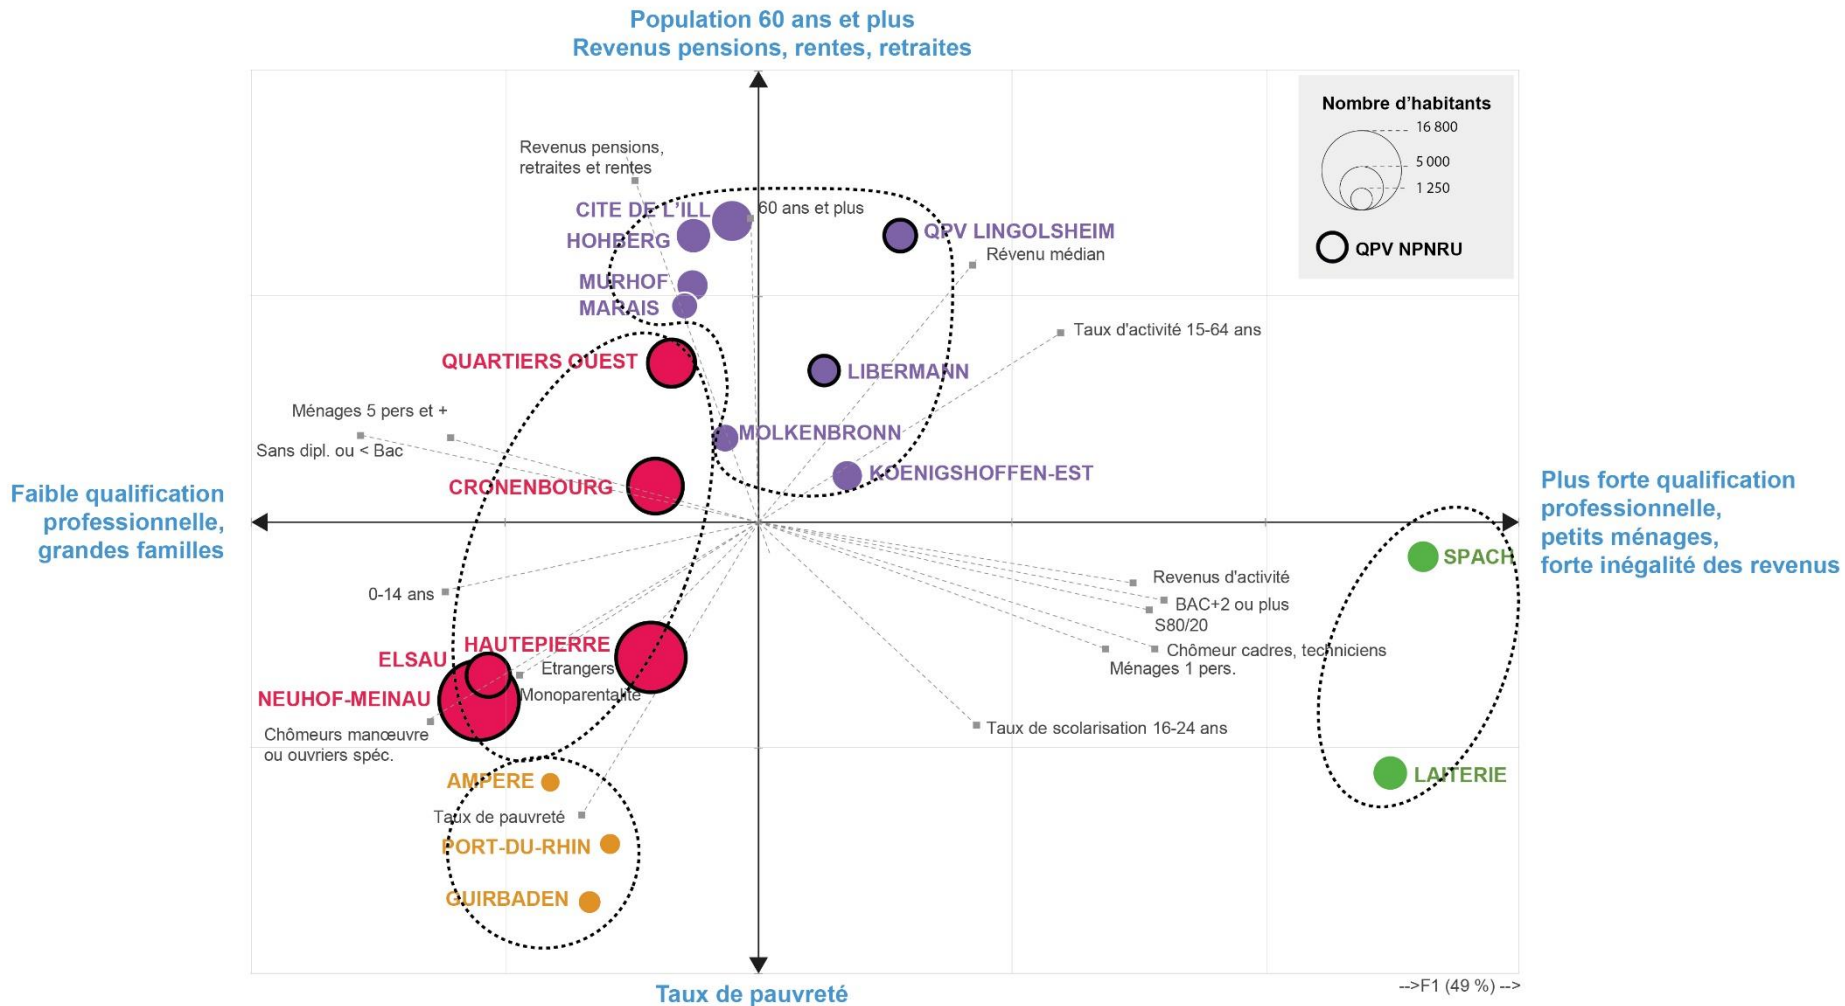 Population 60 ans et plus
Revenus pensions, rentes, retraites
Nombre d'habitants
16 800
5 000
1 250
QPV NPNRU
Revenus pensions,
retraites et rentes
CITE DE L'ILL
60 ans et plus
HOHBERG
QPV LINGOLSHEIM
Révenu médian
MURHOF
MARAIS
Taux d'activité 15-64 ans
QUARTIERS OUEST
LIBERMANN
Ménages 5 pers et +
MOLKENBRONN
Sans dipl. ou < Bac
KOENIGSHOFFEN-EST
CRONENBOURG
Faible qualification
professionnelle,
grandes familles
Plus forte qualification
professionnelle,
petits ménages,
forte inégalité des revenus
SPACH
Revenus d'activité
0-14 ans
BAC+2 ou plus
S80/20
HAUTEPIERRE
Chômeur cadres, techniciens
ELSAU
Etrangers
Ménages 1 pers.
NEUHOF-MEINAU
Monoparentalité
Taux de scolarisation 16-24 ans
Chômeurs manœuvre
ou ouvriers spéc.
LAITERIE
AMPERE
Taux de pauvreté
PORT-DU-RHIN
GUIRBADEN
-->F1 (49 %) -->
Taux de pauvreté